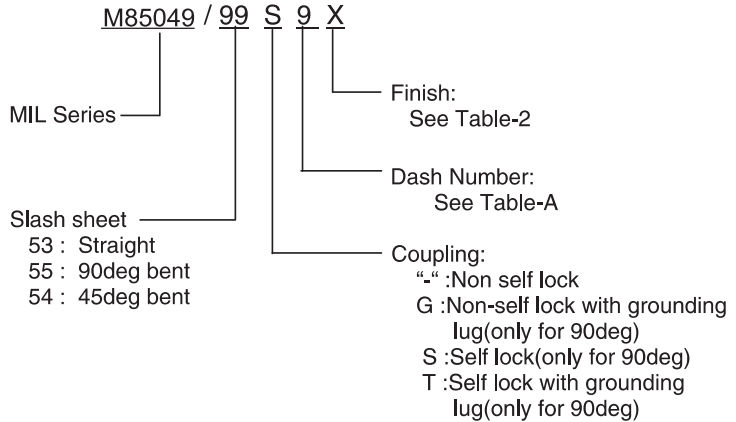 M85049 / 99 S 9 X
Finish:
See Table-2
MIL Series
Dash Number:
See Table-A
Slash sheet
53 : Straight
55 : 90deg bent
54 : 45deg bent
Coupling:
“-“ :Non self lock
G :Non-self lock with grounding
lug(only for 90deg)
S :Self lock(only for 90deg)
T :Self lock with grounding
lug(only for 90deg)